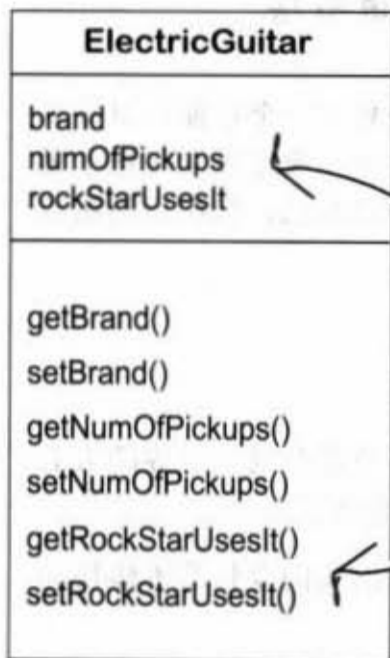 ElectricGuitar
brand
numOfPickups
rockStarUsesIt
getBrand()
setBrand()
getNumOfPickups()
setNumOfPickups()
getRockStarUsesIt()
setRockStarUsesIt()